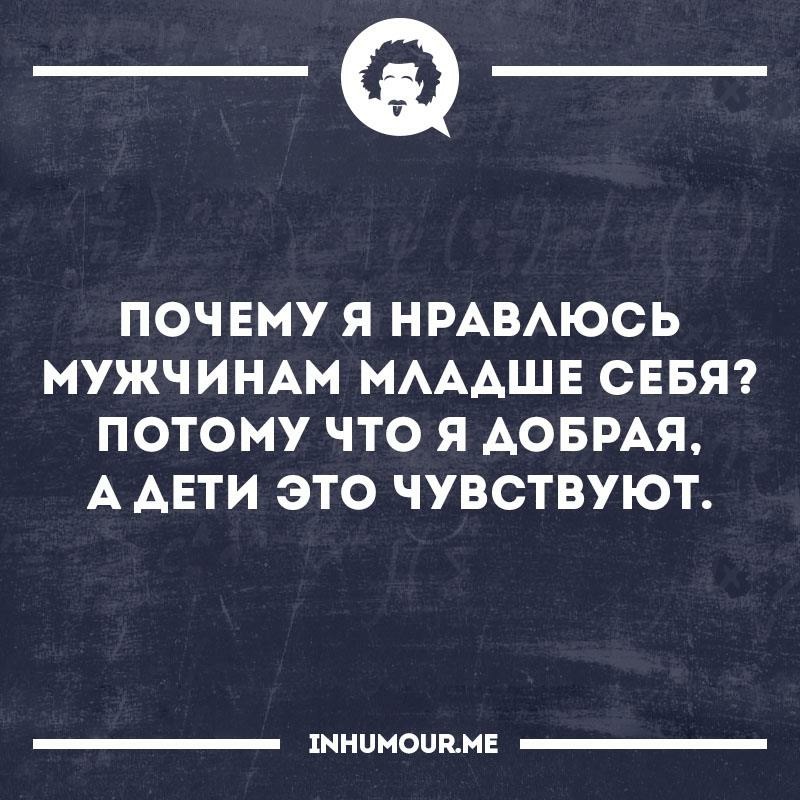 ПОЧЕМУ Я НРАВЛЮСЬ
МУЖЧИНАМ МЛАДШЕ СЕБЯ?
ПОТОМУ ЧТО Я ДОБРАЯ,
А ДЕТИ ЭТО ЧУВСТВУЮТ.
INHUMOUR.ME